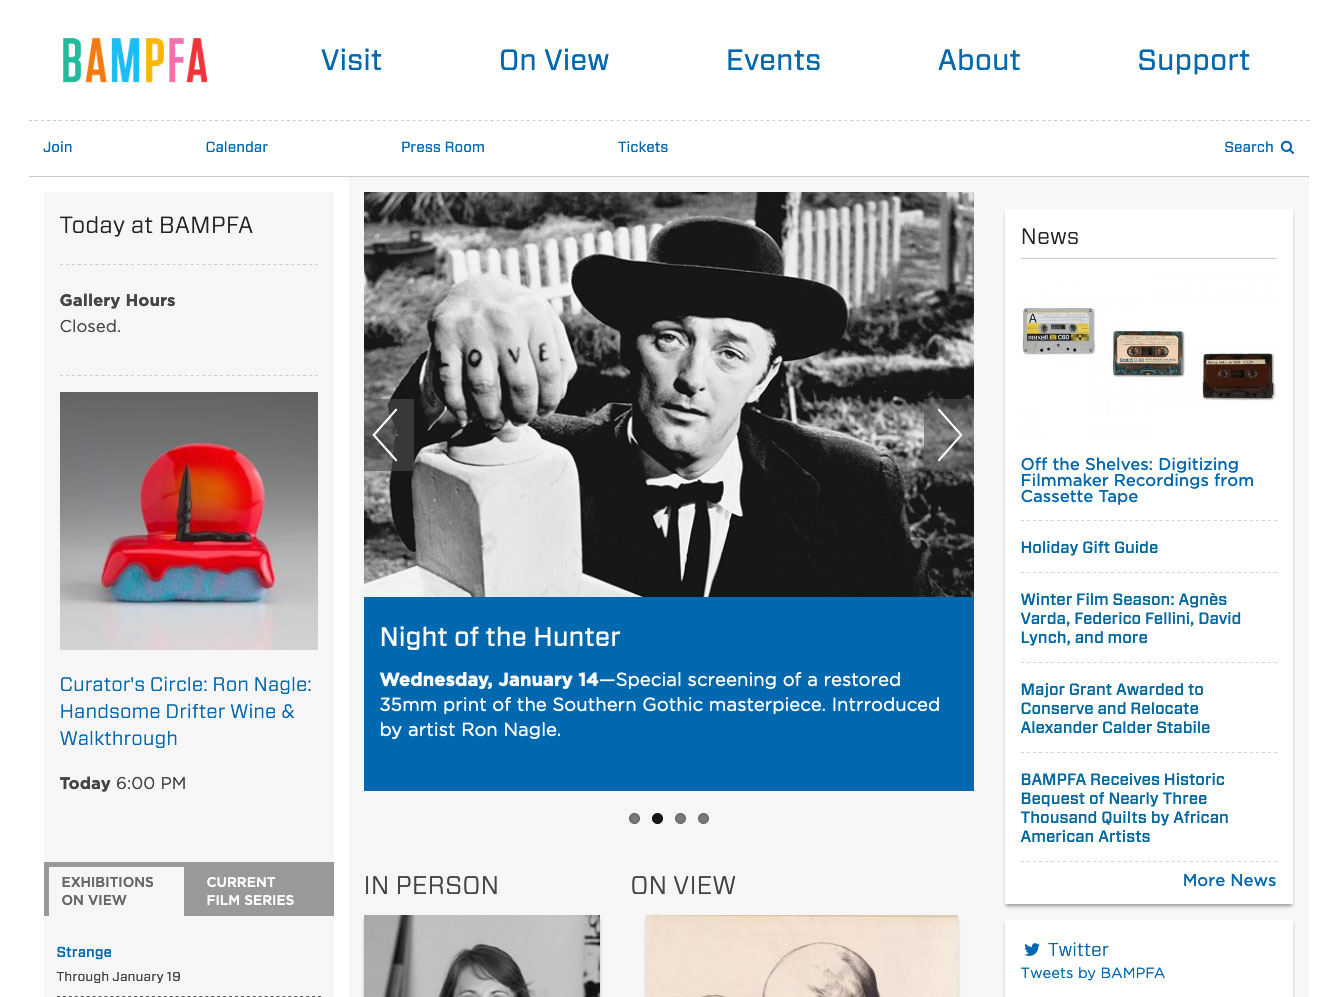 BAMPFA
Visit
On View
Events
About
Support
Join
Calendar
Press Room
Tickets
Search
Today at BAMPFA
Gallery Hours
Closed.
Curator's Circle: Ron Nagle:
Handsome Drifter Wine &
Walkthrough
Today 6:00 PM
EXHIBITIONS
ON VIEW
CURRENT
FILM SERIES
Strange
Through January 19
LOVE
Night of the Hunter
Wednesday, January 14—Special screening of a restored
35mm print of the Southern Gothic masterpiece. Intrroduced
by artist Ron Nagle.
IN PERSON
ON VIEW
News
A
maxell C60
Off the Shelves: Digitizing
Filmmaker Recordings from
Cassette Tape
Holiday Gift Guide
Winter Film Season: Agnès
Varda, Federico Fellini, David
Lynch, and more
Major Grant Awarded to
Conserve and Relocate
Alexander Calder Stabile
BAMPFA Receives Historic
Bequest of Nearly Three
Thousand Quilts by African
American Artists
More News
Twitter
Tweets by BAMPFA